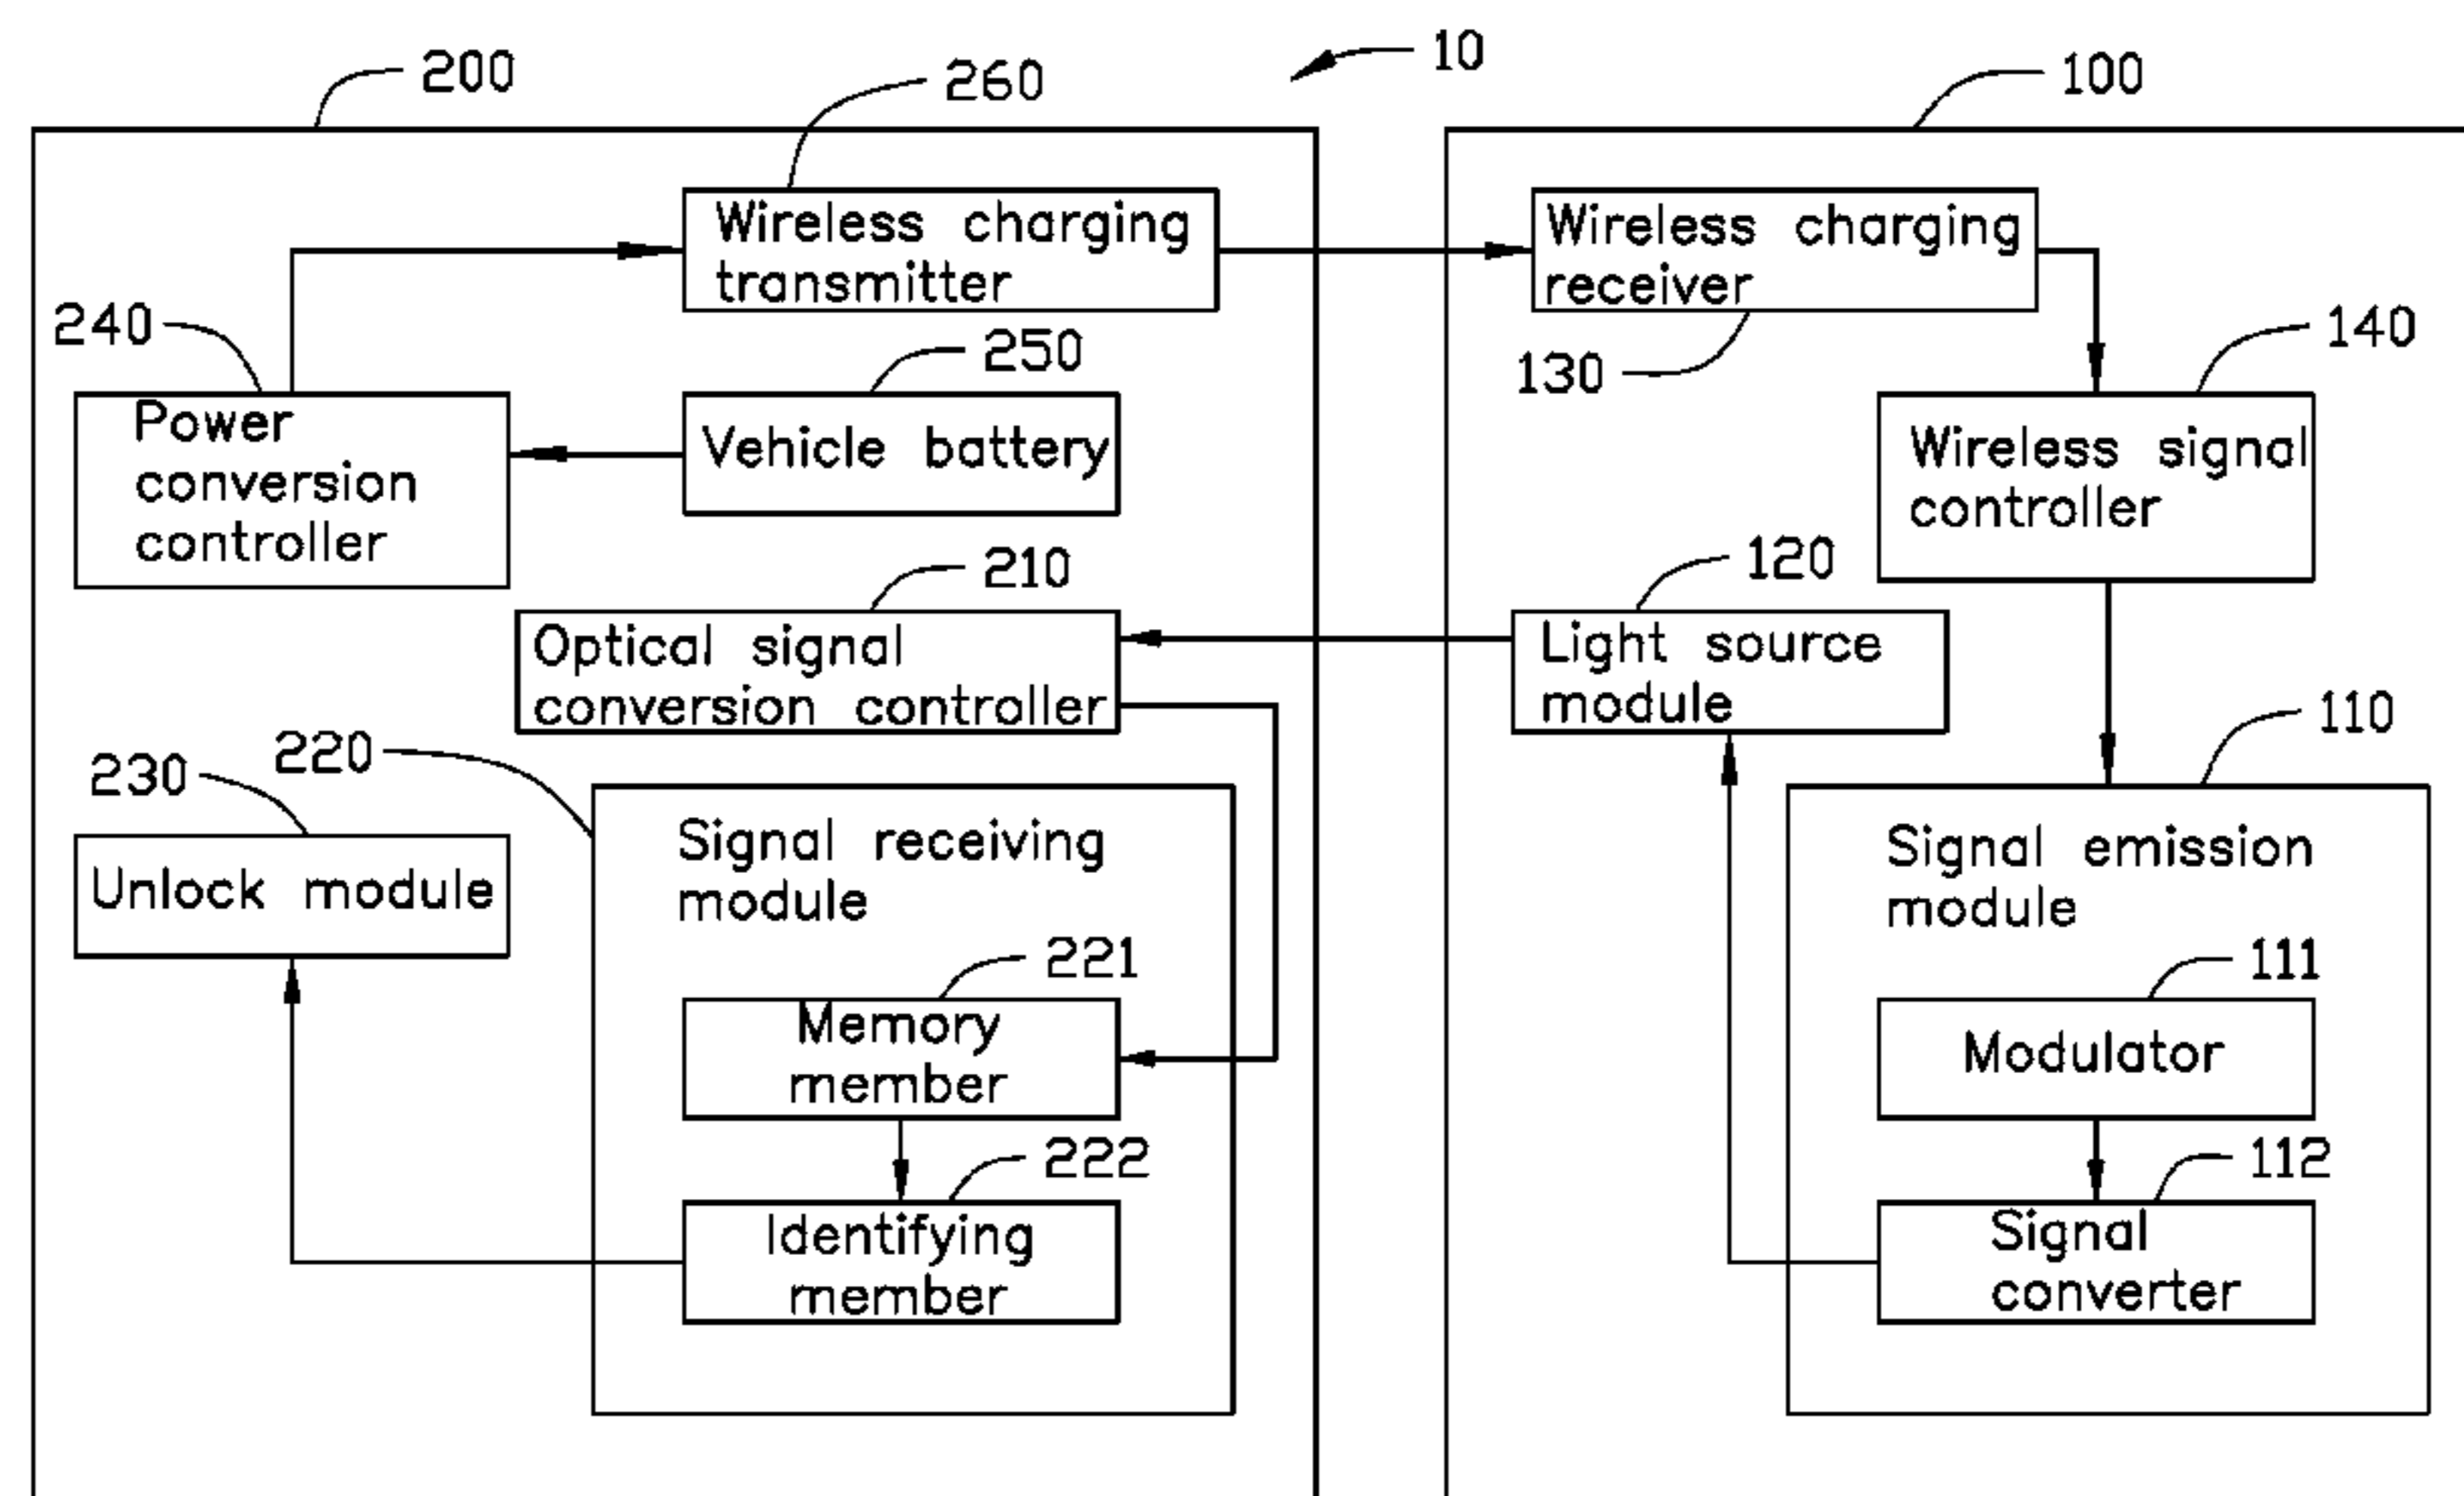 10
200
260
100
Wireless charging
transmitter
Wireless charging
receiver
240
250
130
140
Power
conversion
controller
Vehicle battery
Wireless signal
controller
210
120
Optical signal
conversion controller
Light source
module
110
230
220
Unlock module
Signal receiving
module
Signal emission
module
221
111
Memory
member
Modulator
222
112
Identifying
member
Signal
converter